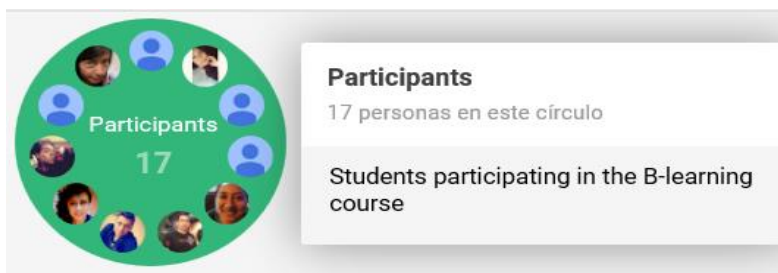 Participants
17
Participants
17 personas en este círculo
Students participating in the B-learning
course